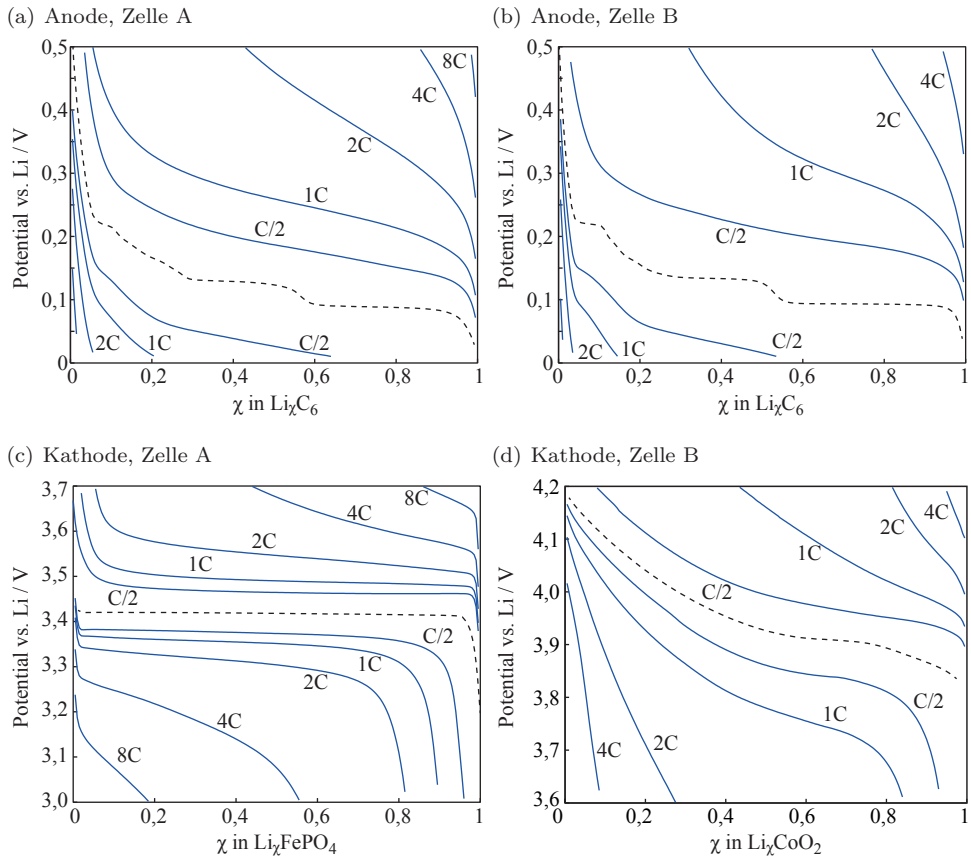 (a) Anode, Zelle A
0,5
0,4
0,3
0,2
0,1
0
Potential vs. Li / V
8C
4C
2C
1C
C/2
2C
1C
C/2
0,2
0,4
0,6
0,8
1
χ in LiχC6
(b) Anode, Zelle B
0,5
0,4
0,3
0,2
0,1
0
Potential vs. Li / V
4C
2C
1C
C/2
2C
1C
C/2
0
0,2
0,4
0,6
0,8
1
χ in LiχC6
(c) Kathode, Zelle A
3,7
3,6
3,5
3,4
3,3
3,2
3,1
3,0
Potential vs. Li / V
8C
4C
2C
1C
C/2
C/2
1C
2C
4C
8C
0
0,2
0,4
0,6
0,8
1
χ in LiχFePO4
(d) Kathode, Zelle B
4,2
4,1
4,0
3,9
3,8
3,7
3,6
Potential vs. Li / V
4C
2C
1C
C/2
C/2
1C
4C
2C
0
0,2
0,4
0,6
0,8
1
χ in LiχCoO2